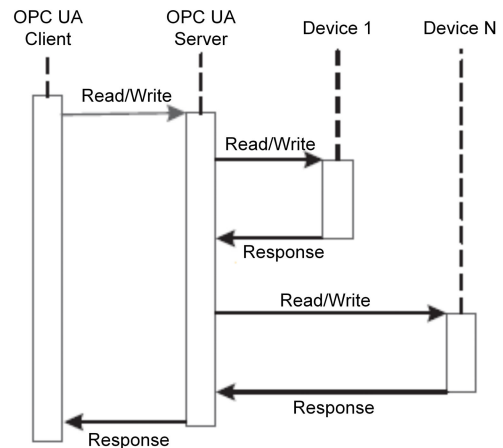 OPC UA
Client
OPC UA
Server
Device 1
Device N
Read/Write
Read/Write
Response
Read/Write
Response
Response